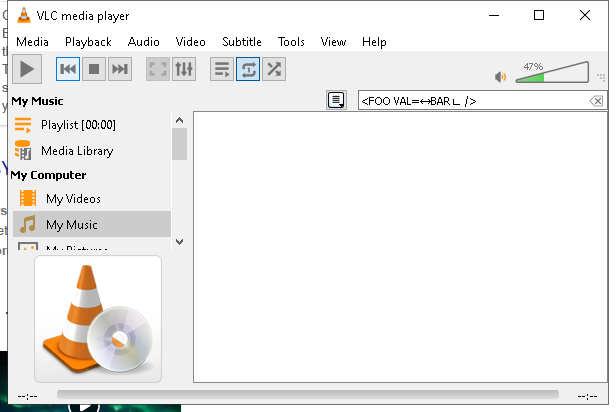 VLC media player
Media Playback Audio Video Subtitle Tools View Help
47%
My Music
<FOO VAL=↔BAR∟ />
Playlist [00:00]
Media Library
My Computer
My Videos
My Music
My Pictures
--:-- --:--